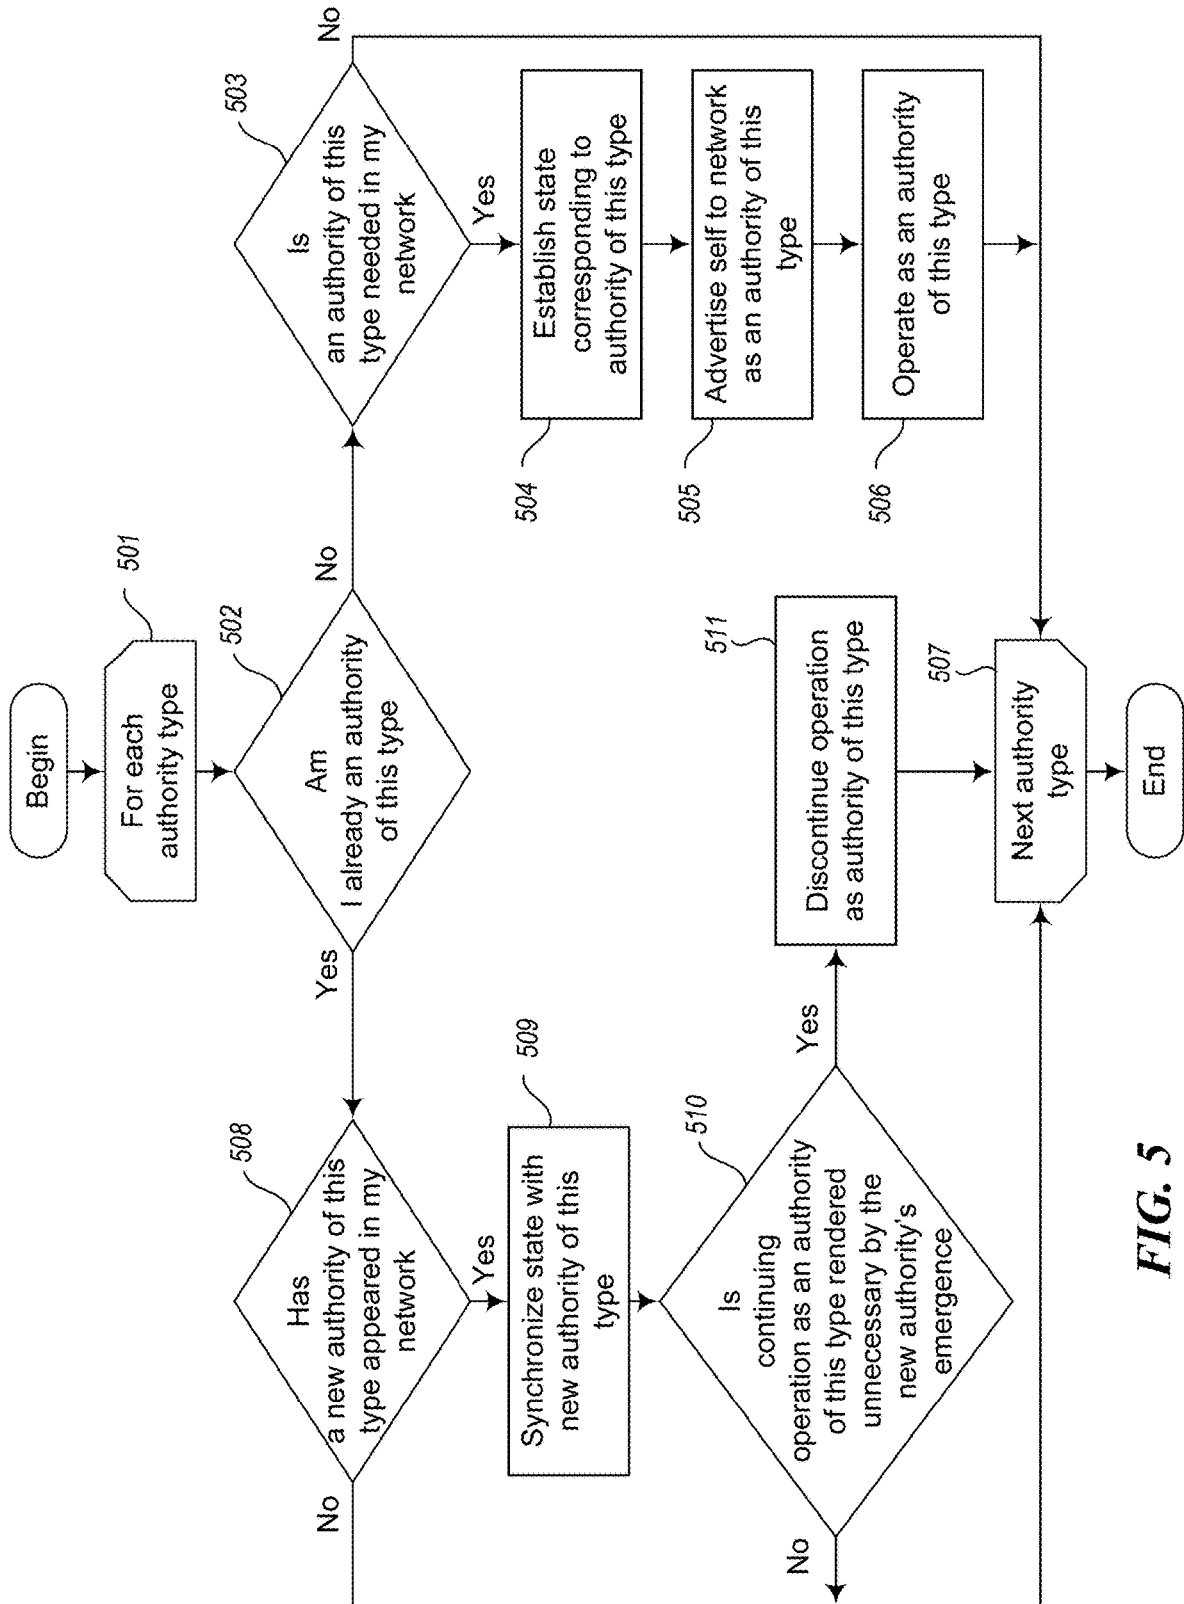 Begin
For each
authority type
501
Am
I already an authority
of this type
502
No
Yes
Is
an authority of this
type needed in my
network
503
No
Yes
Establish state
corresponding to
authority of this type
504
Advertise self to network
as an authority of this
type
505
Operate as an authority
of this type
506
Has
a new authority of this
type appeared in my
network
508
No
Yes
Synchronize state with
new authority of this
type
509
Is
continuing
operation as an authority
of this type rendered
unnecessary by the
new authority's
emergence
510
No
Yes
Discontinue operation
as authority of this type
511
Next authority
type
507
End
FIG. 5